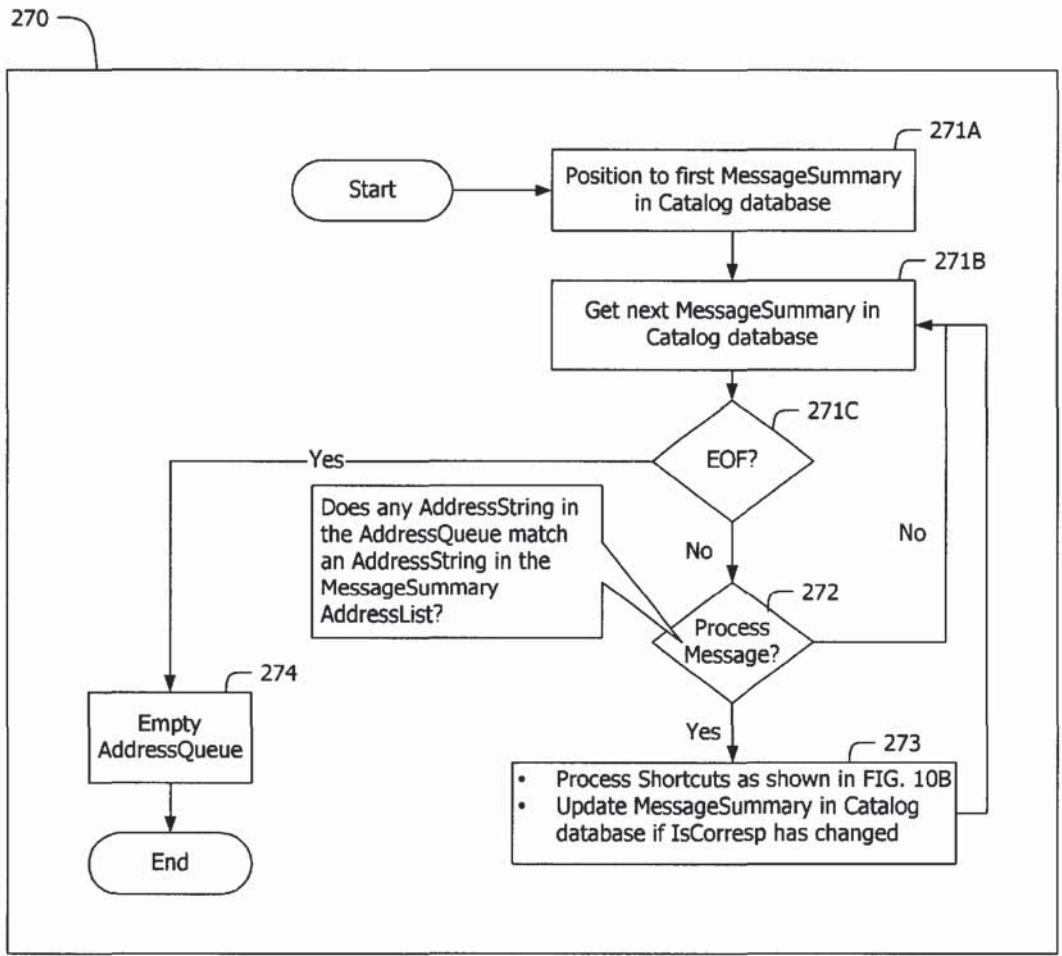 270
271A
Start
Position to first MessageSummary
in Catalog database
271B
Get next MessageSummary in
Catalog database
271C
EOF?
Yes
Does any AddressString in
the AddressQueue match
an AddressString in the
MessageSummary
AddressList?
No
No
272
Process
Message?
274
Empty
AddressQueue
Yes
273
• Process Shortcuts as shown in FIG. 10B
• Update MessageSummary in Catalog
database if IsCorresp has changed
End